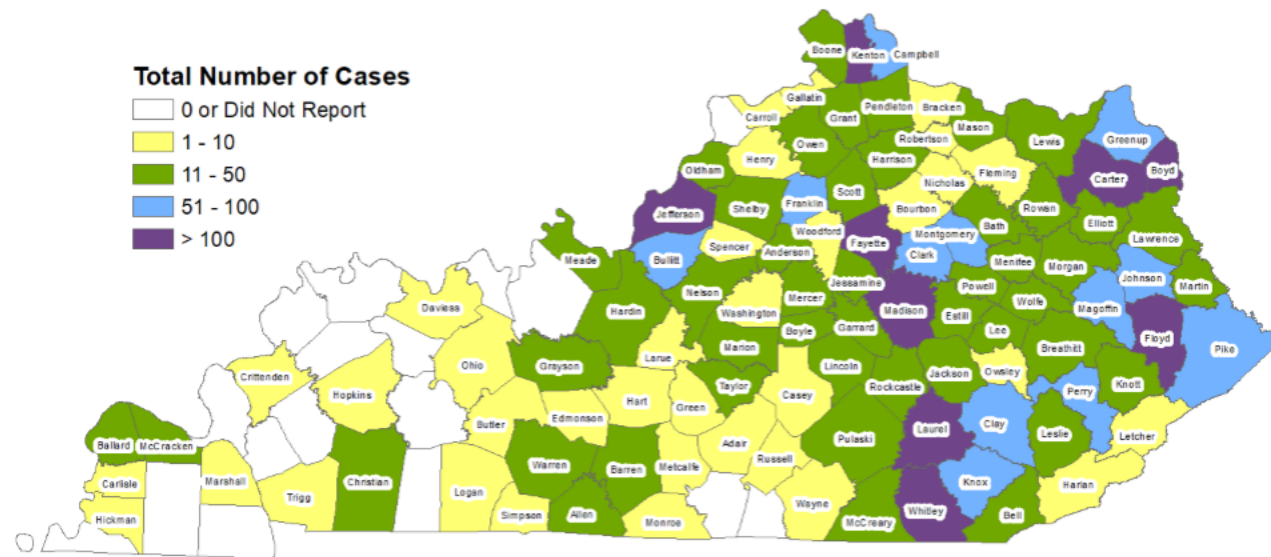 Total Number of Cases
0 or Did Not Report
1 - 10
11 - 50
51 - 100
> 100
Boone
Kenton
Campbell
Gallatin
Carroll
Grant
Pendleton
Bracken
Mason
Lewis
Greenup
Owen
Robertson
Henry
Harrison
Fleming
Carter
Boyd
Oldham
Nicholas
Scott
Franklin
Shelby
Jefferson
Bourbon
Rowan
Elliott
Bath
Woodford
Montgomery
Lawrence
Spencer
Anderson
Fayette
Clark
Bullitt
Meade
Menifee
Morgan
Johnson
Martin
Jessamine
Powell
Nelson
Mercer
Wolfe
Magoffin
Daviess
Hardin
Washington
Madison
Estill
Boyle
Garrard
Lee
Floyd
Marion
Breathitt
Pike
Larue
Ohio
Grayson
Lincoln
Jackson
Owsley
Knott
Crittenden
Taylor
Rockcastle
Perry
Hopkins
Hart
Green
Casey
Butler
Edmonson
Clay
Laurel
Leslie
Letcher
Pulaski
Ballard
McCracken
Adair
Russell
Warren
Barren
Metcalfe
Carlisle
Marshall
Christian
Knox
Harlan
Trigg
Logan
Wayne
Whitley
Bell
Hickman
Simpson
Allen
Monroe
McCreary